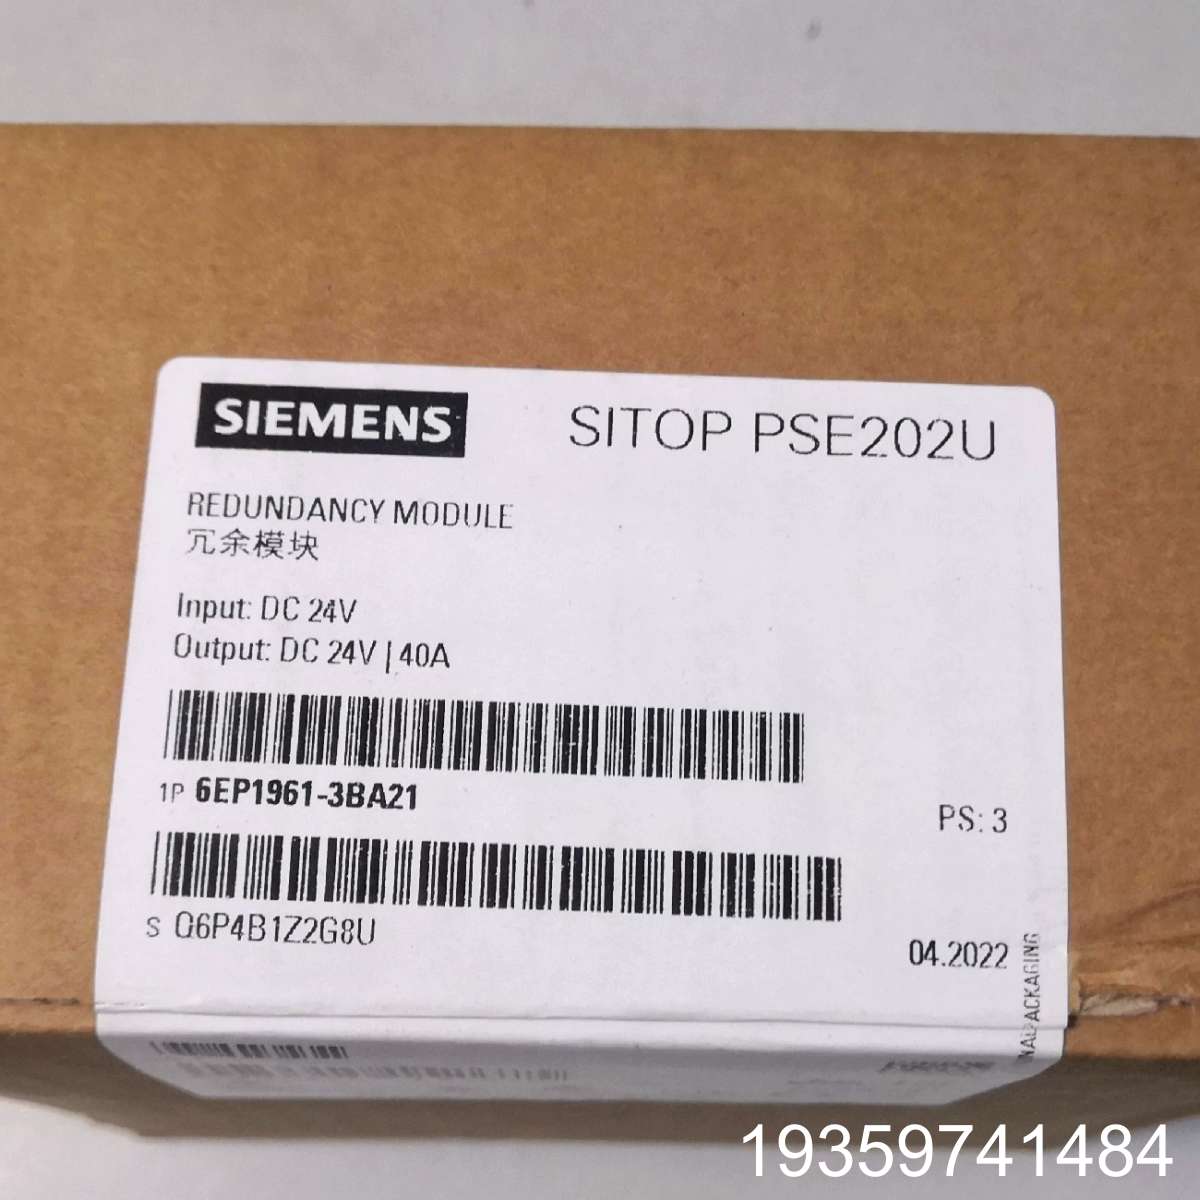 SIEMENS
SITOP PSE202U
REDUNDANCY MODULE
冗余模块
Input: DC 24V
Output: DC 24V | 40A
1P 6EP1961-3BA21
PS: 3
S Q6P4B1Z2G8U
04.2022
PACKAGING
19359741484